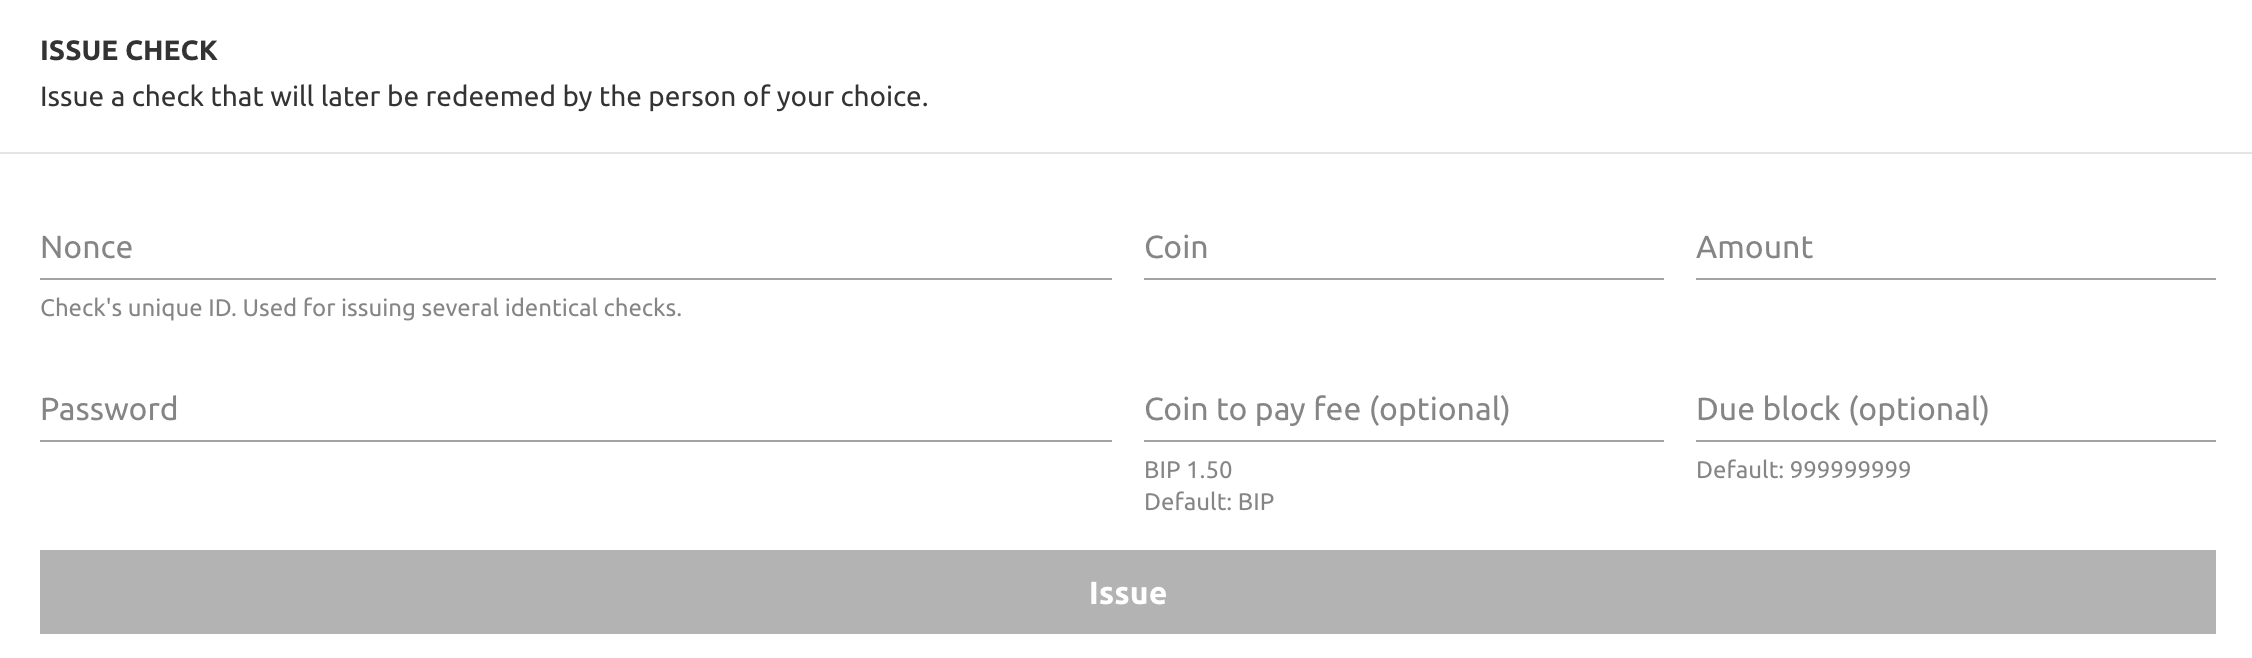 ISSUE CHECK
Issue a check that will later be redeemed by the person of your choice.
Nonce
Coin
Amount
Check's unique ID. Used for issuing several identical checks.
Password
Coin to pay fee (optional)
Due block (optional)
BIP 1.50
Default: BIP
Default: 999999999
Issue